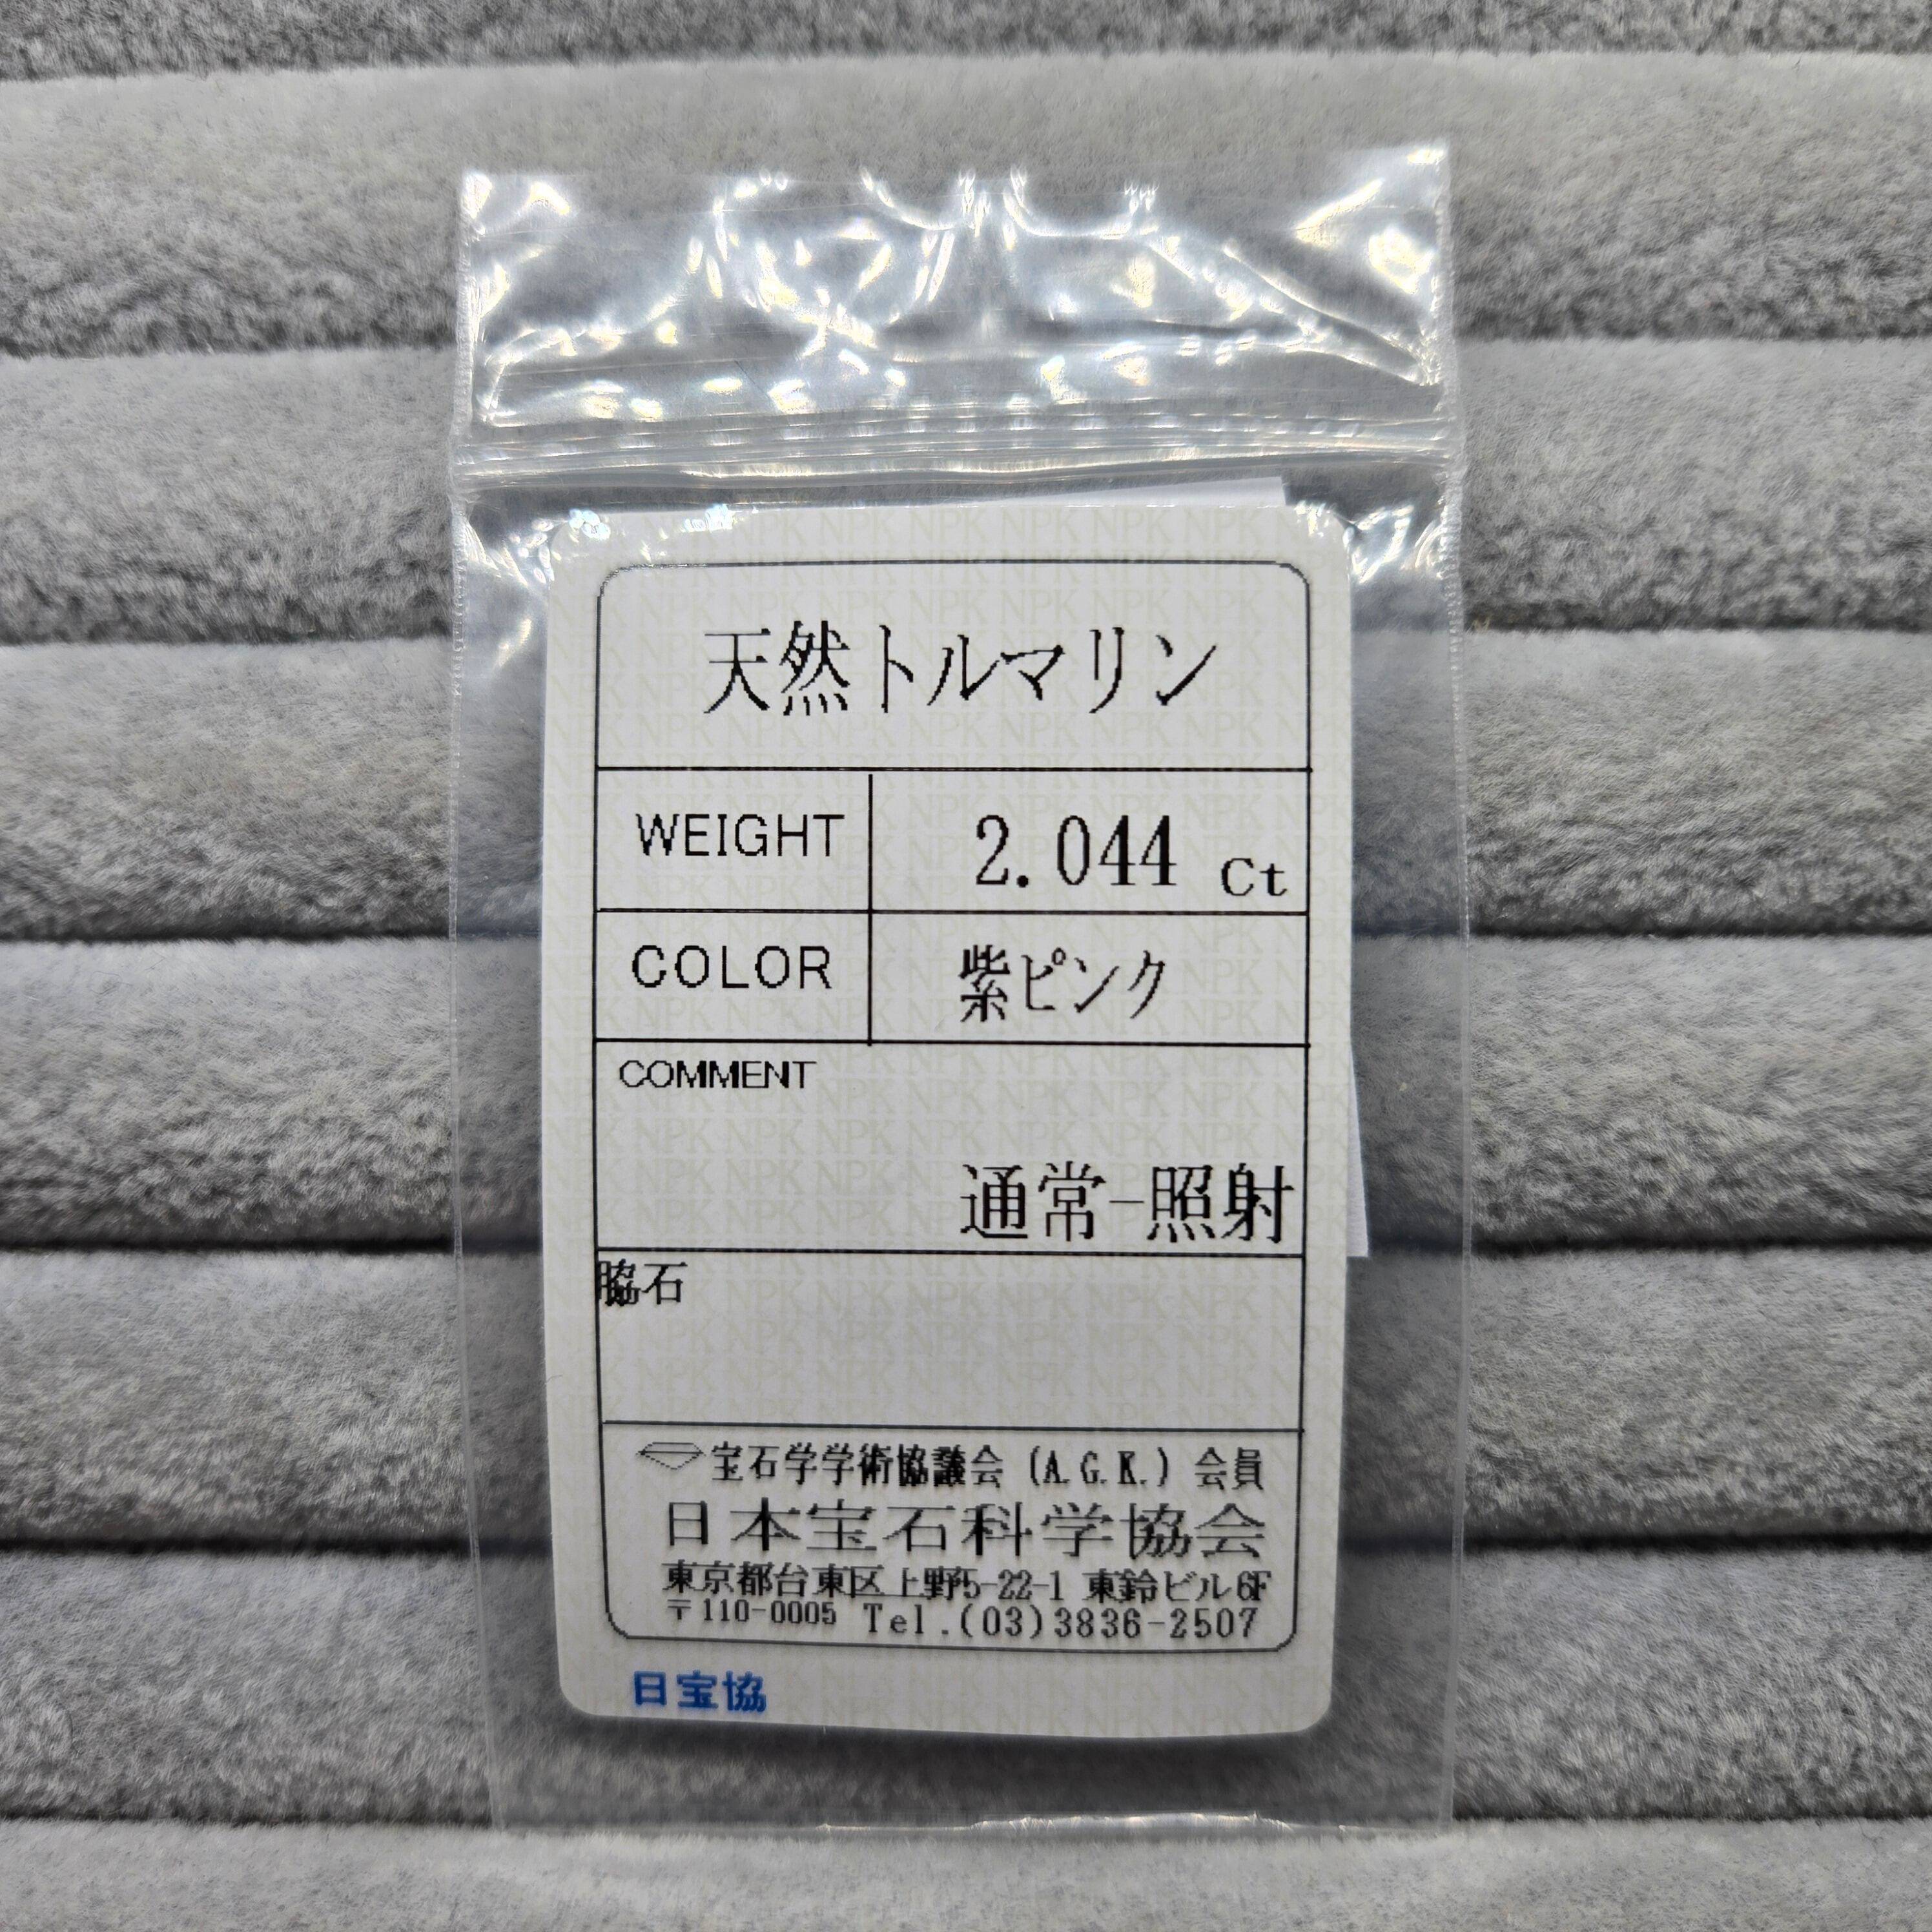 天然トルマリン
WEIGHT 2.044 Ct
COLOR 紫ピンク
COMMENT
通常-照射
脇石
宝石学学術協議会 (A.G.K.) 会員
日本宝石科学協会
東京都台東区上野5-22-1 東鈴ビル6F
〒110-0005 Tel.(03)3836-2507
日宝協